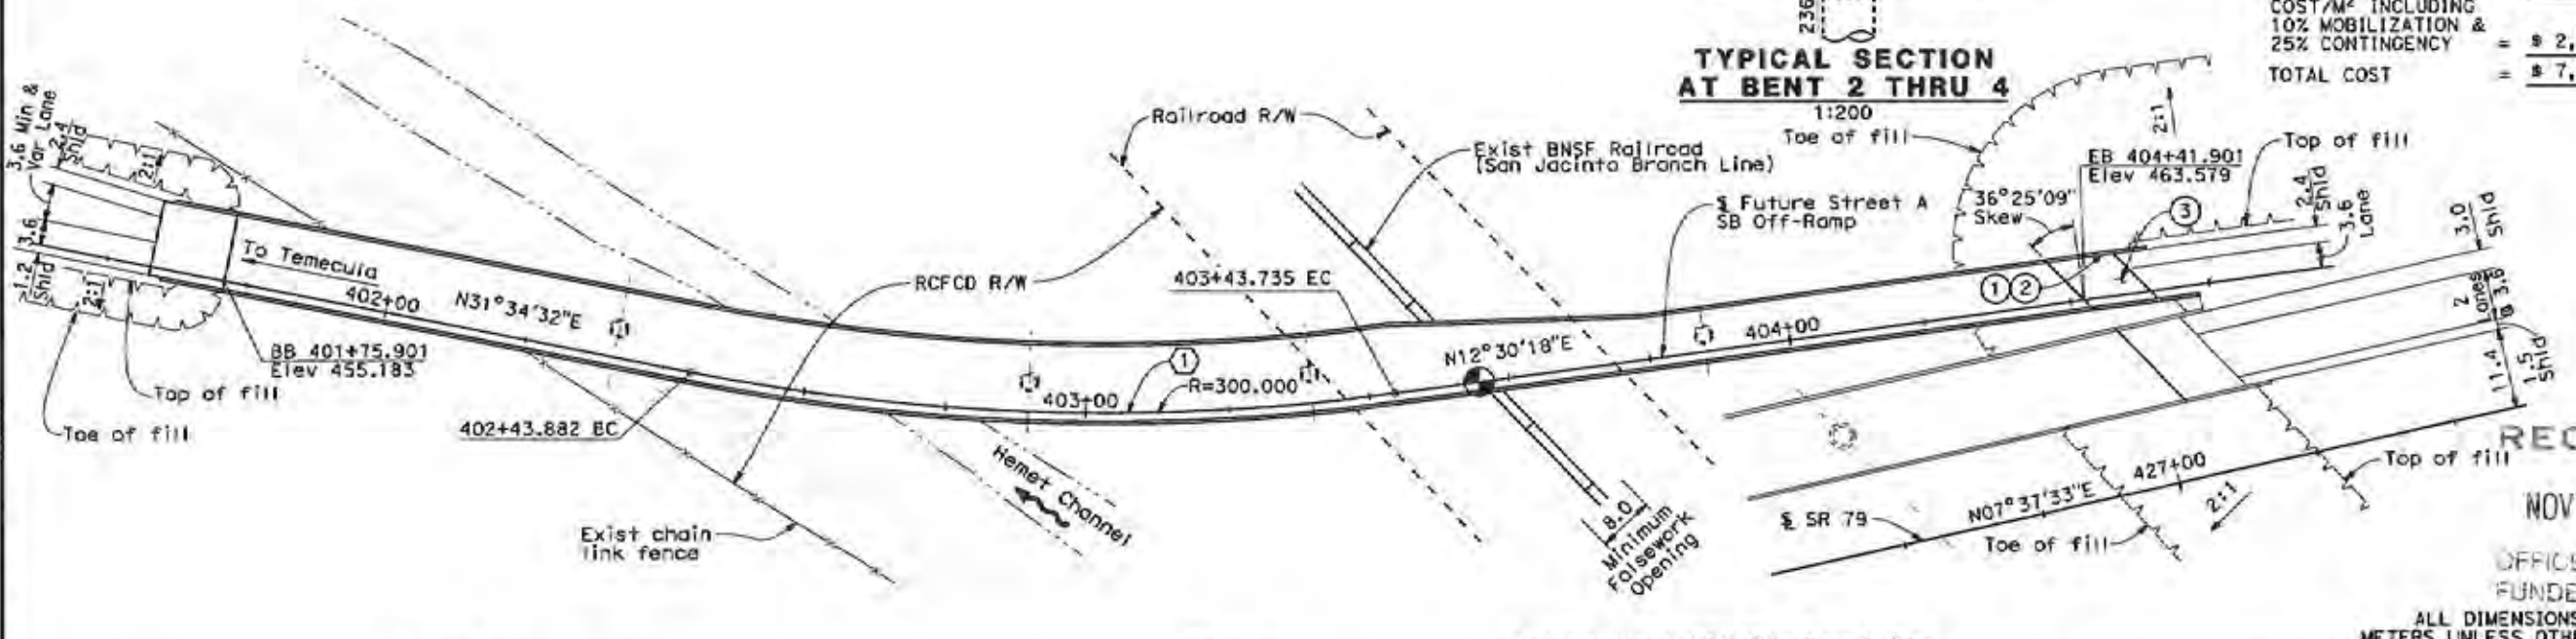 236
TYPICAL SECTION
AT BENT 2 THRU 4
1:200
COST/M² INCLUDING
10% MOBILIZATION &
25% CONTINGENCY = $ 2,
TOTAL COST = $ 7,
3.6 Min &
Var Lane
2.4
Shld
2:1
3.6
1.2
Shld
2:1
To Temecula
402+00
N31°34'32"E
BB 401+75.901
Elev 455.183
Top of fill
Toe of fill
402+43.882 BC
Exist chain
link fence
RCFCD R/W
Hemet Channel
403+00
1
R=300.000
403+43.735 EC
Railroad R/W
Exist BNSF Railroad
(San Jacinto Branch Line)
N12°30'18"E
8.0
Minimum
Falsework
Opening
Future Street A
SB Off-Ramp
404+00
Toe of fill
2:1
EB 404+41.901
Elev 463.579
36°25'09"
Skew
1 2
3
Top of fill
2.4
Shld
3.6
Lane
3.0
Shld
2
Lanes
@ 3.6
11.4
1.5
Shld
SR 79
N07°37'33"E
427+00
2:1
Toe of fill
Top of fill
NOV
ALL DIMENSIONS
METERS UNLESS